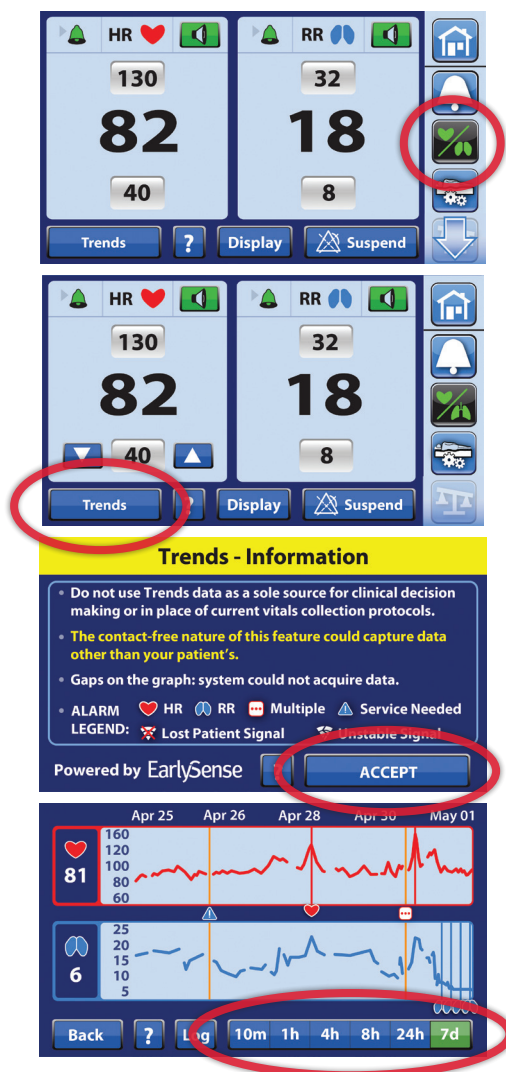 HR RR
130 32
82 18
40 8
Trends ? Display Suspend
HR RR
130 32
82 18
40 8
Trends ? Display Suspend
Trends - Information
• Do not use Trends data as a sole source for clinical decision
making or in place of current vitals collection protocols.
• The contact-free nature of this feature could capture data
other than your patient's.
• Gaps on the graph: system could not acquire data.
• ALARM HR RR Multiple Service Needed
LEGEND: Lost Patient Signal Unstable Signal
Powered by EarlySense ? ACCEPT
Apr 25 Apr 26 Apr 28 Apr 30 May 01
160
120
100
80
60
81
25
20
15
10
5
6
Back ? Log 10m 1h 4h 8h 24h 7d